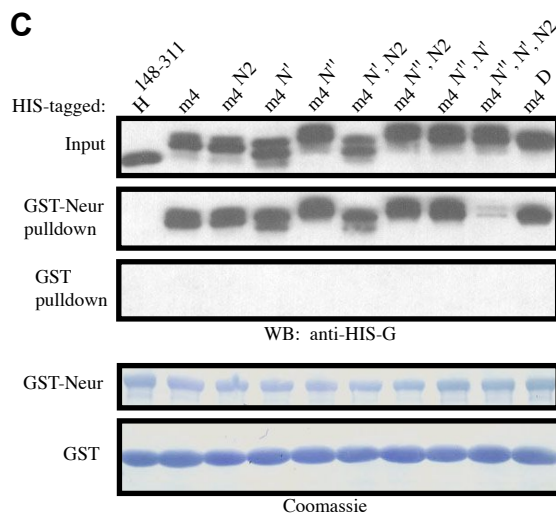 C
HIS-tagged:
H 148-311
m4
m4 N2
m4 N'
m4 N"
m4 N', N2
m4 N", N2
m4 N", N'
m4 N", N', N2
m4 D
Input
GST-Neur
pulldown
GST
pulldown
WB: anti-HIS-G
GST-Neur
GST
Coomassie